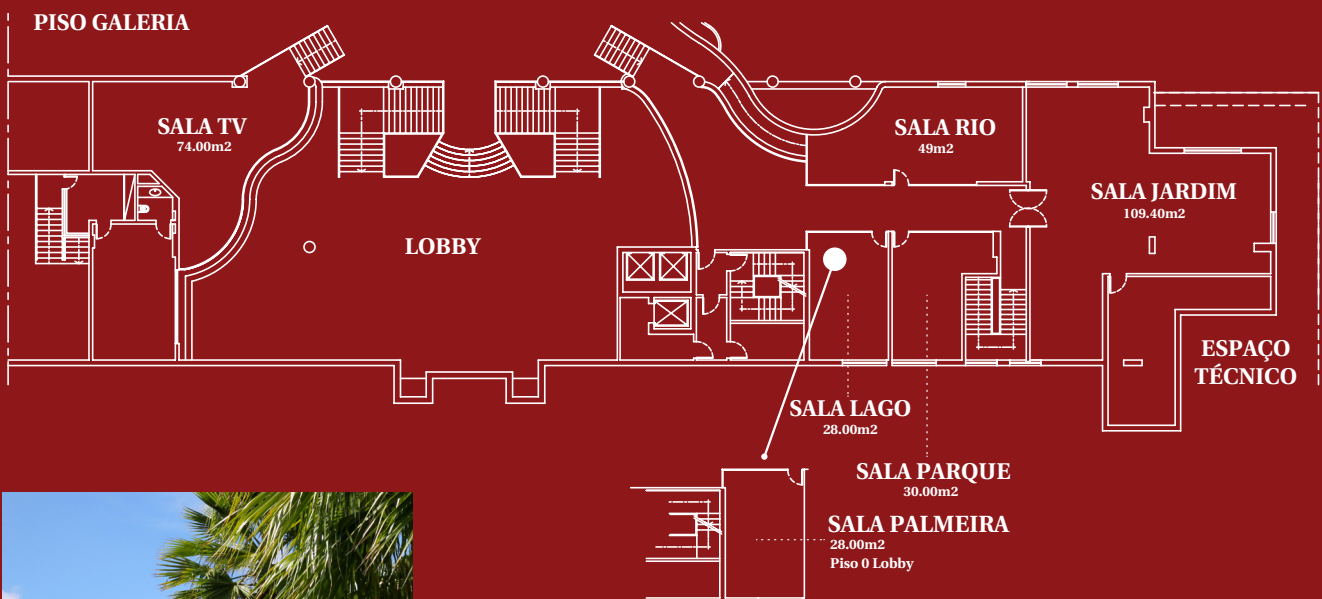 PISO GALERIA
SALA TV
74.00m2
LOBBY
SALA RIO
49m2
SALA JARDIM
109.40m2
ESPAÇO
TÉCNICO
SALA LAGO
28.00m2
SALA PARQUE
30.00m2
SALA PALMEIRA
28.00m2
Piso 0 Lobby